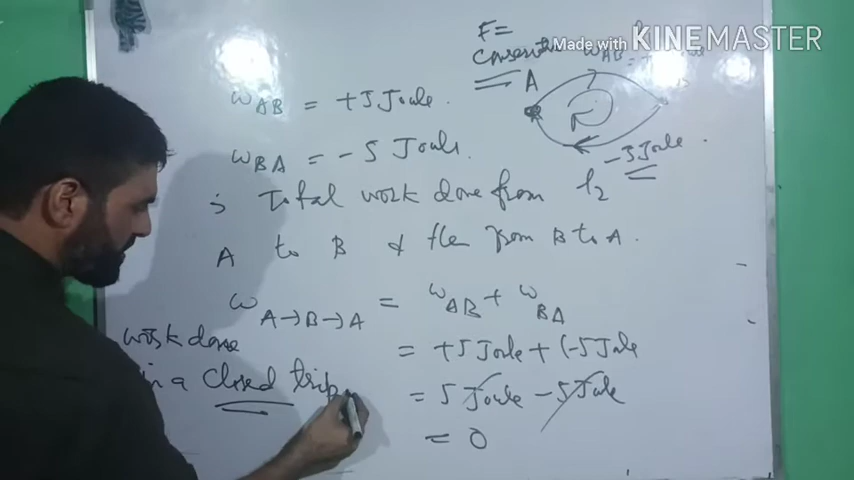 F=
Made with KINEMASTER
A
W_AB = +5 Joule.
W_BA = -5 Joule.
-5 Joule
Total work done from l2
A to B & then from B to A.
W_A→B→A = W_AB + W_BA
work done
= +5 Joule + (-5 Joule
in a closed trip
= 5 Joule - 5 Joule
= 0